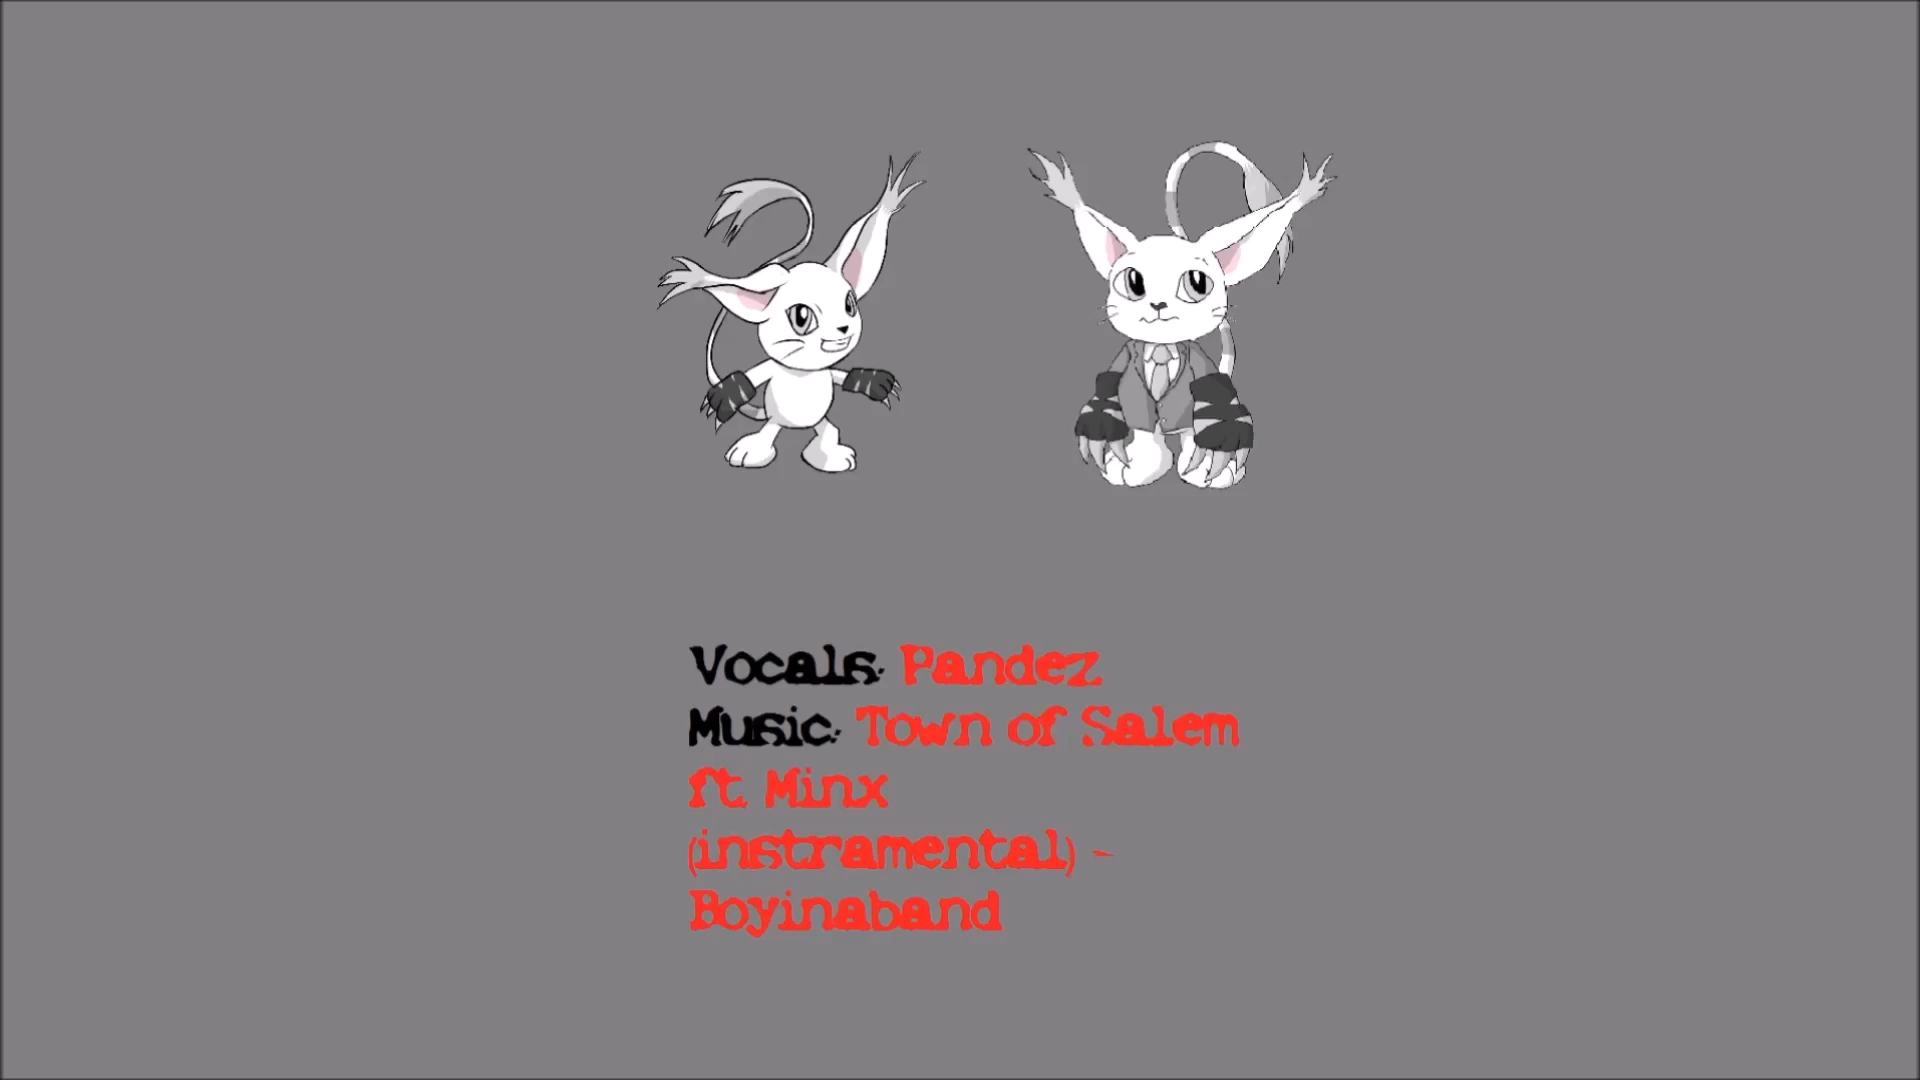 Vocals: Pandez
Music: Town of Salem
ft Minx
(instramental) -
Boyinaband